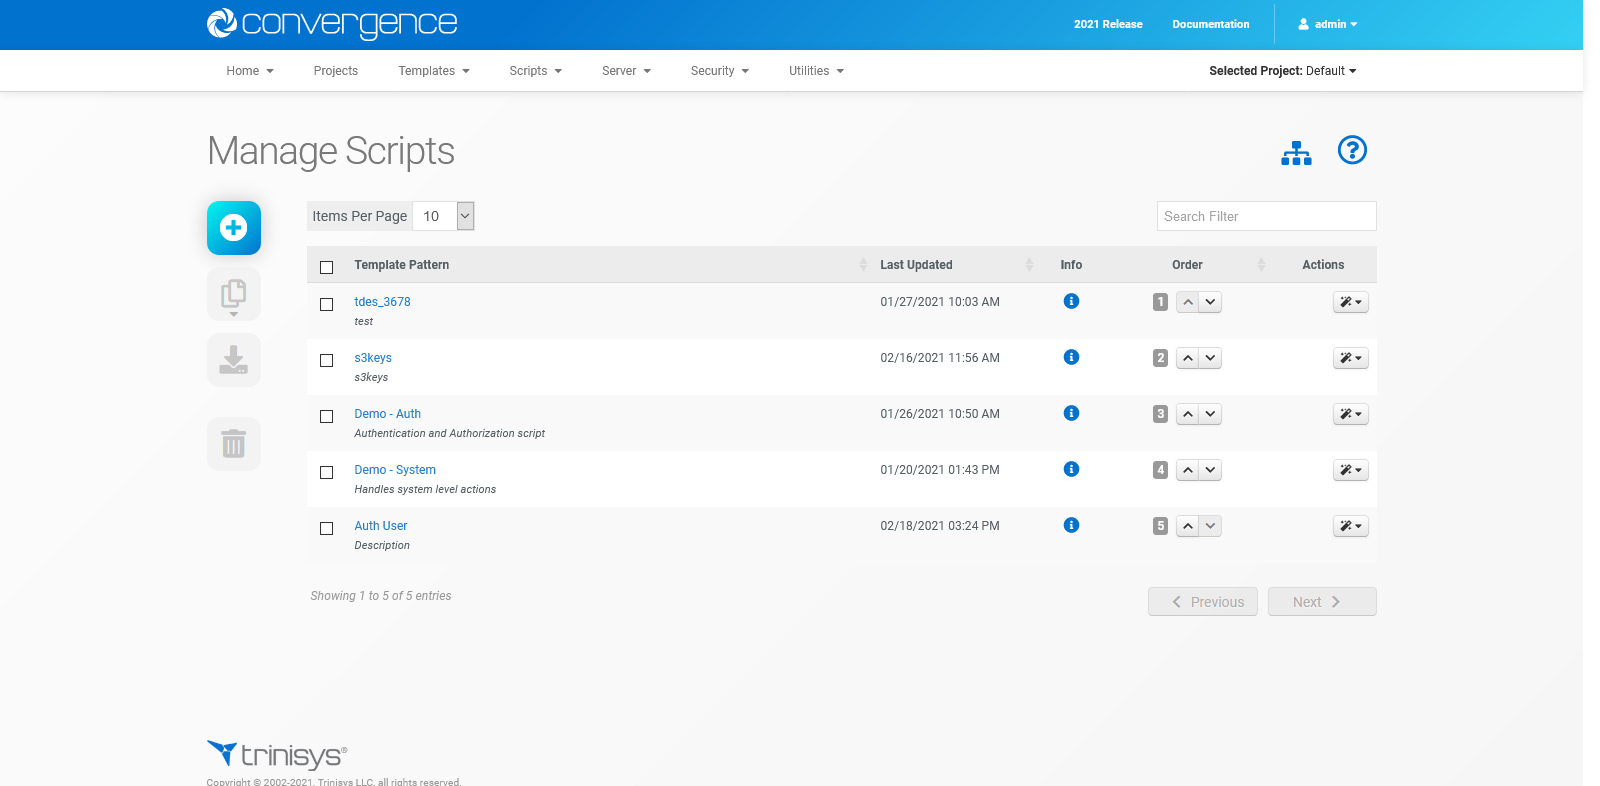 convergence
2021 Release
Documentation
admin
Home
Projects
Templates
Scripts
Server
Security
Utilities
Selected Project: Default
Manage Scripts
Items Per Page
10
Search Filter
Template Pattern
Last Updated
Info
Order
Actions
tdes_3678
01/27/2021 10:03 AM
1
test
s3keys
02/16/2021 11:56 AM
2
s3keys
Demo - Auth
01/26/2021 10:50 AM
3
Authentication and Authorization script
Demo - System
01/20/2021 01:43 PM
4
Handles system level actions
Auth User
02/18/2021 03:24 PM
5
Description
Showing 1 to 5 of 5 entries
Previous
Next
trinisys®
Copyright © 2002-2021, Trinisys LLC, all rights reserved.